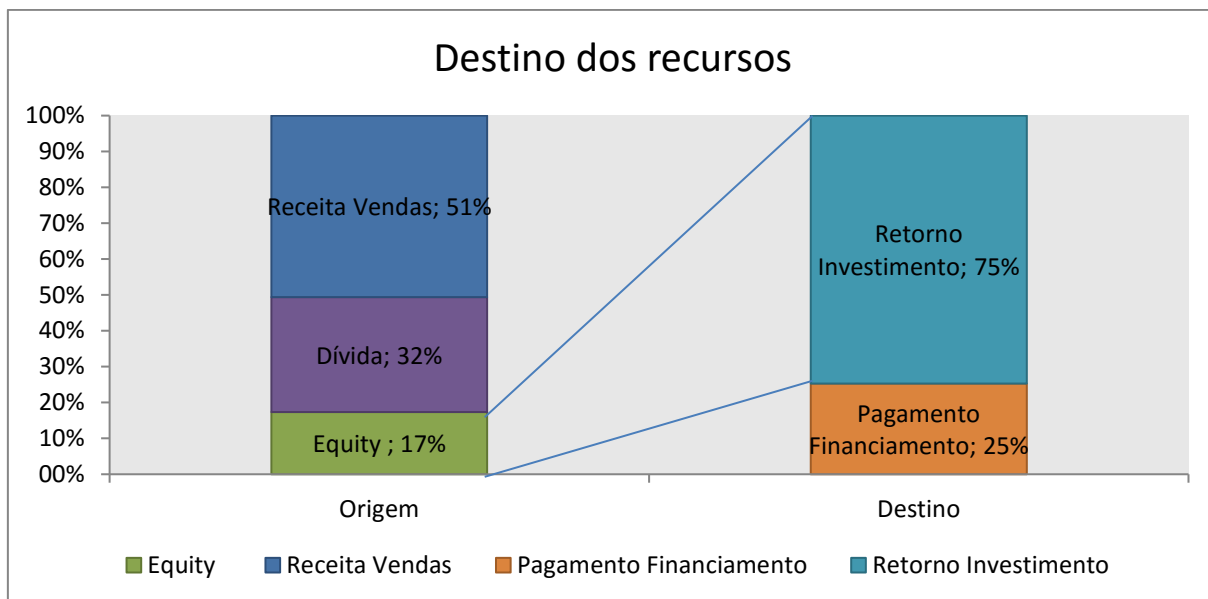 Destino dos recursos
100%
90%
80%
70%
60%
50%
40%
30%
20%
10%
00%
Receita Vendas; 51%
Dívida; 32%
Equity ; 17%
Retorno
Investimento; 75%
Pagamento
Financiamento; 25%
Origem
Destino
Equity
Receita Vendas
Pagamento Financiamento
Retorno Investimento